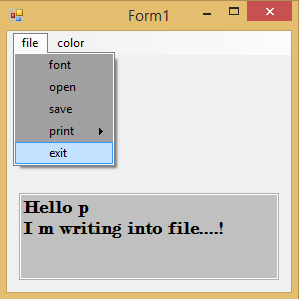 Form1
file color
font
open
save
print
exit
Hello p
I m writing into file....!